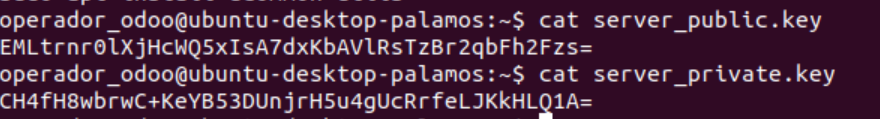 operador_odoo@ubuntu-desktop-palamos:~$ cat server_public.key
EMLtrnr0lXjHcWQ5xIsA7dxKbAVlRsTzBr2qbFh2Fzs=
operador_odoo@ubuntu-desktop-palamos:~$ cat server_private.key
CH4fH8wbrwC+KeYB53DUnjrH5u4gUcRrfeLJKkHLQ1A=